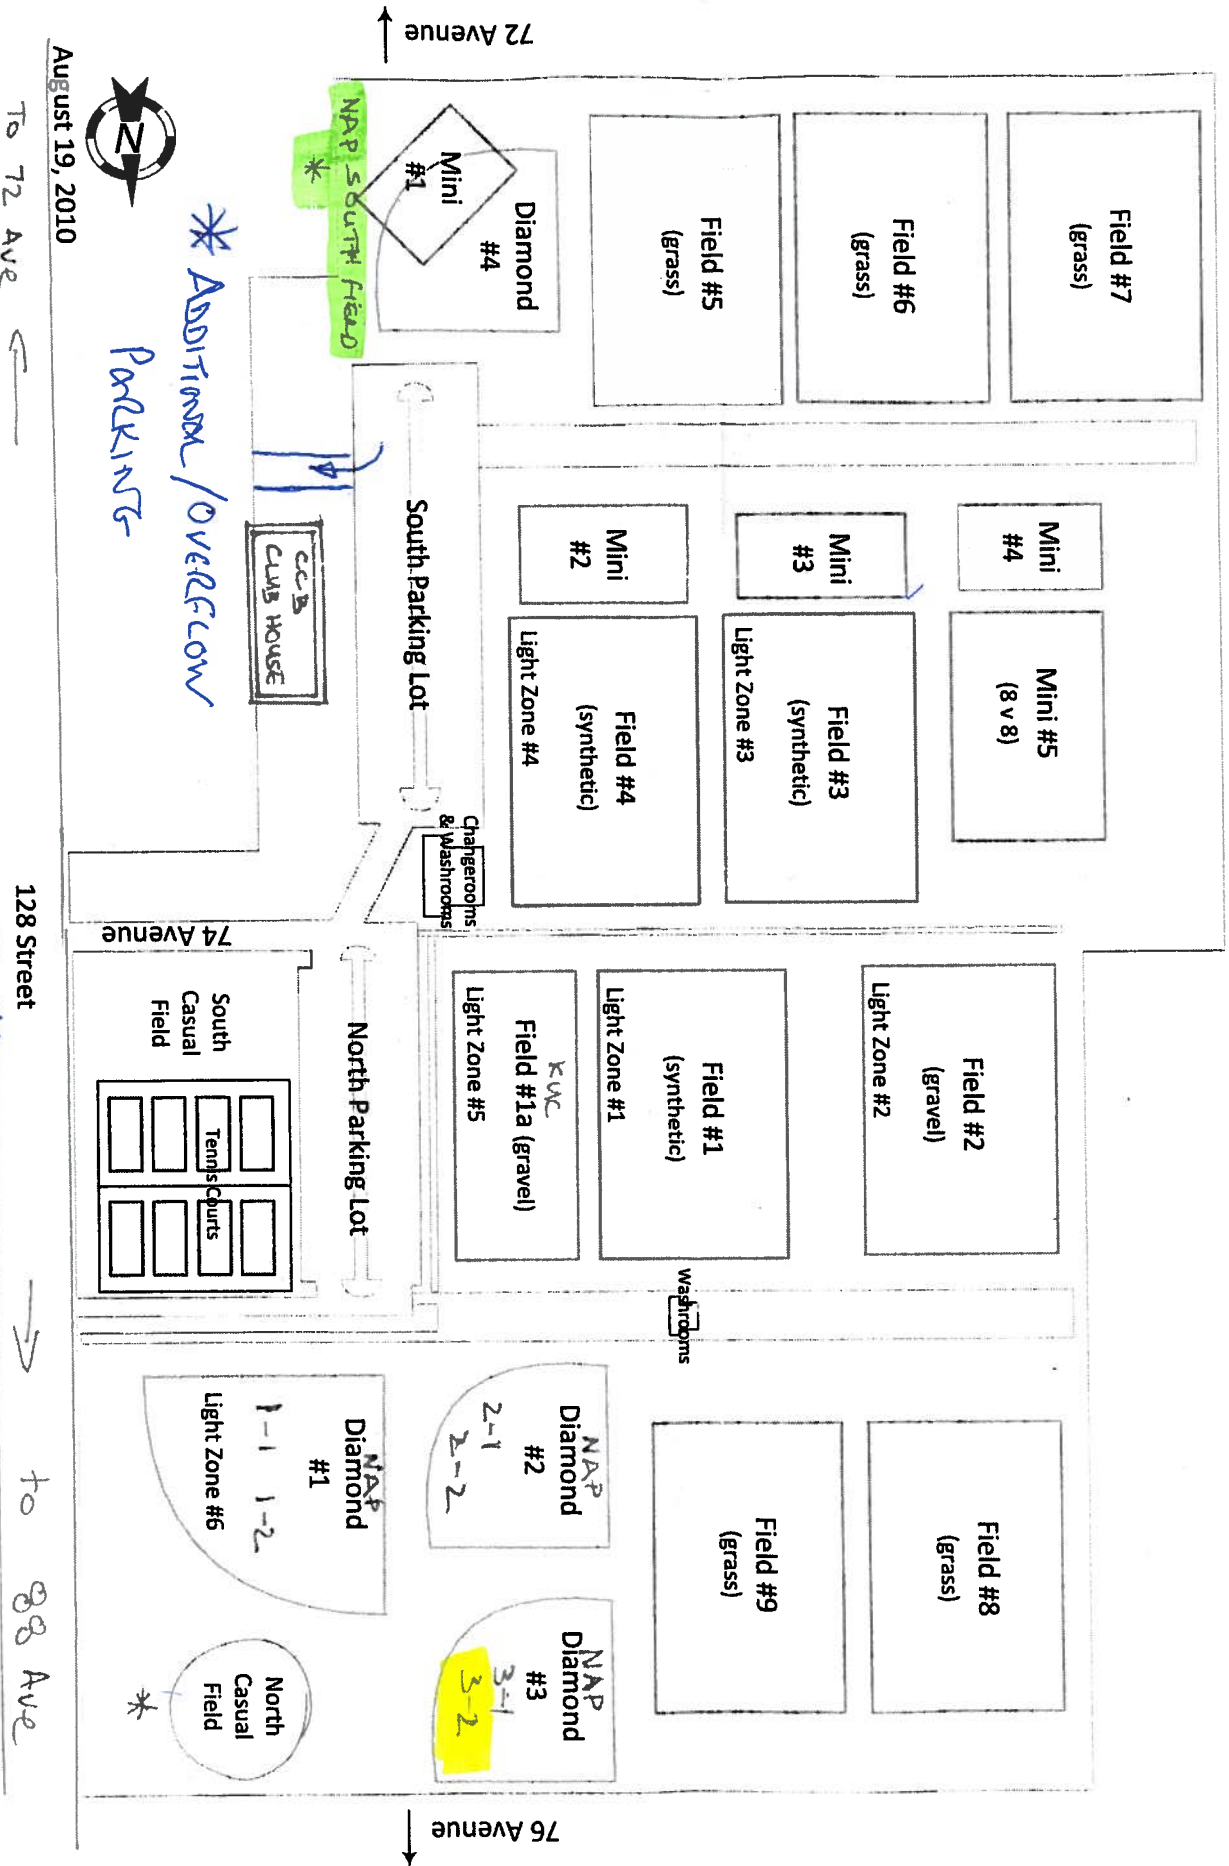 72 Avenue
Field #7
(grass)
Field #6
(grass)
Field #5
(grass)
Diamond
#4
Mini
#1
NAP SOUTH FIELD
*
Mini
#4
Mini
#3
Mini
#2
Mini #5
(8 v 8)
Field #3
(synthetic)
Light Zone #3
Field #4
(synthetic)
Light Zone #4
South Parking Lot
Changerooms
& Washrooms
CCB
CLUB HOUSE
* ADDITIONAL / OVERFLOW
PARKING
N
August 19, 2010
To 72 Ave
74 Avenue
128 Street
Field #2
(gravel)
Light Zone #2
Field #1
(synthetic)
Light Zone #1
KWC
Field #1a (gravel)
Light Zone #5
North Parking Lot
South
Casual
Field
Tennis Courts
Washrooms
Field #8
(grass)
Field #9
(grass)
NAP
Diamond
#2
2-1
2-2
NAP
Diamond
#1
1-1 1-2
Light Zone #6
NAP
Diamond
#3
3-1
3-2
North
Casual
Field
*
76 Avenue
to 88 Ave